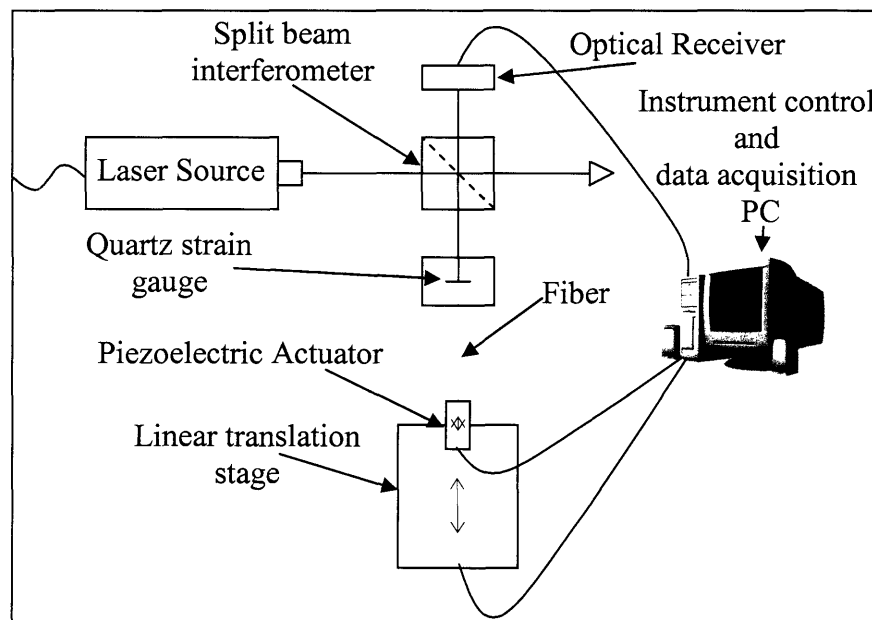 Split beam
interferometer
Optical Receiver
Instrument control
and
data acquisition
PC
Laser Source
Quartz strain
gauge
Fiber
Piezoelectric Actuator
Linear translation
stage